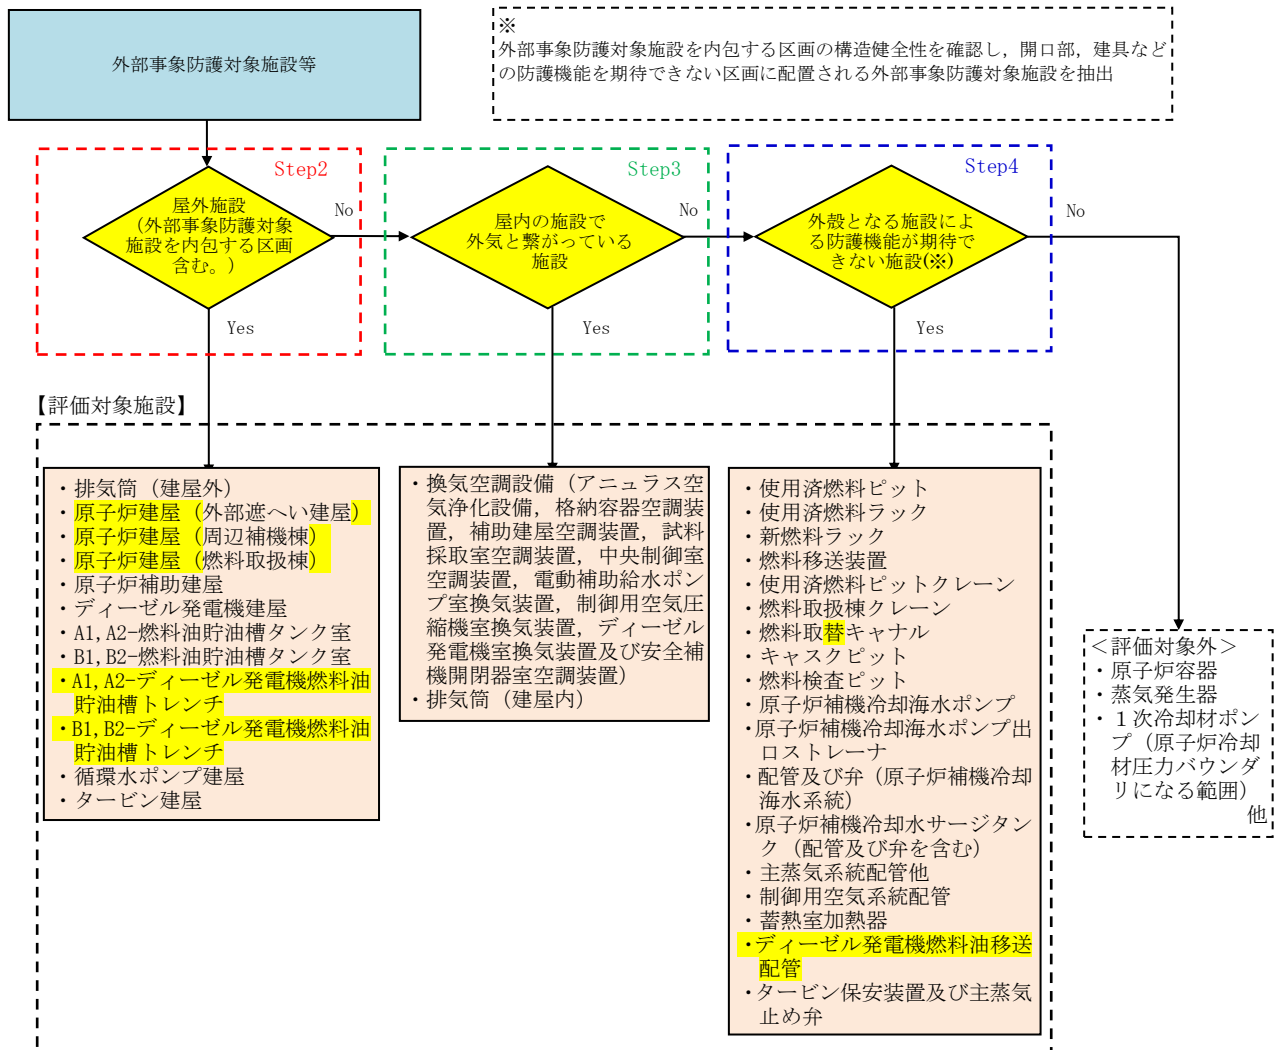 外部事象防護対象施設等
※
外部事象防護対象施設を内包する区画の構造健全性を確認し，開口部，建具など
の防護機能を期待できない区画に配置される外部事象防護対象施設を抽出
Step2
屋外施設
（外部事象防護対象
施設を内包する区画
含む。）
No
Yes
Step3
屋内の施設で
外気と繋がっている
施設
No
Yes
Step4
外殻となる施設によ
る防護機能が期待で
きない施設(※)
No
Yes
【評価対象施設】
・排気筒（建屋外）
・原子炉建屋（外部遮へい建屋）
・原子炉建屋（周辺補機棟）
・原子炉建屋（燃料取扱棟）
・原子炉補助建屋
・ディーゼル発電機建屋
・A1,A2-燃料油貯油槽タンク室
・B1,B2-燃料油貯油槽タンク室
・A1,A2-ディーゼル発電機燃料油
貯油槽トレンチ
・B1,B2-ディーゼル発電機燃料油
貯油槽トレンチ
・循環水ポンプ建屋
・タービン建屋
・換気空調設備（アニュラス空
気浄化設備，格納容器空調装
置，補助建屋空調装置，試料
採取室空調装置，中央制御室
空調装置，電動補助給水ポン
プ室換気装置，制御用空気圧
縮機室換気装置，ディーゼル
発電機室換気装置及び安全補
機開閉器室空調装置）
・排気筒（建屋内）
・使用済燃料ピット
・使用済燃料ラック
・新燃料ラック
・燃料移送装置
・使用済燃料ピットクレーン
・燃料取扱棟クレーン
・燃料取替キャナル
・キャスクピット
・燃料検査ピット
・原子炉補機冷却海水ポンプ
・原子炉補機冷却海水ポンプ出
口ストレーナ
・配管及び弁（原子炉補機冷却
海水系統）
・原子炉補機冷却水サージタン
ク（配管及び弁を含む）
・主蒸気系統配管他
・制御用空気系統配管
・蓄熱室加熱器
・ディーゼル発電機燃料油移送
配管
・タービン保安装置及び主蒸気
止め弁
＜評価対象外＞
・原子炉容器
・蒸気発生器
・１次冷却材ポン
プ（原子炉冷却
材圧力バウンダ
リになる範囲）
他